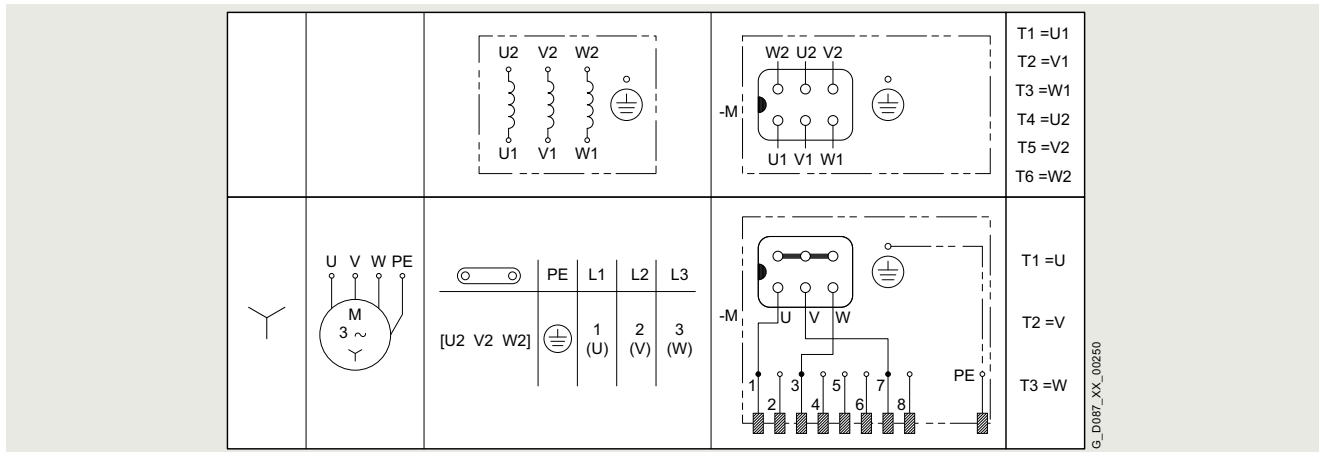 U2 V2 W2
U1 V1 W1
W2 U2 V2
-M
U1 V1 W1
T1 =U1
T2 =V1
T3 =W1
T4 =U2
T5 =V2
T6 =W2
U V W PE
M
3 ~
PE L1 L2 L3
[U2 V2 W2] 1 2 3
(U) (V) (W)
-M
U V W
1 3 5 7 PE
2 4 6 8
T1 =U
T2 =V
T3 =W
G_D087_XX_00250